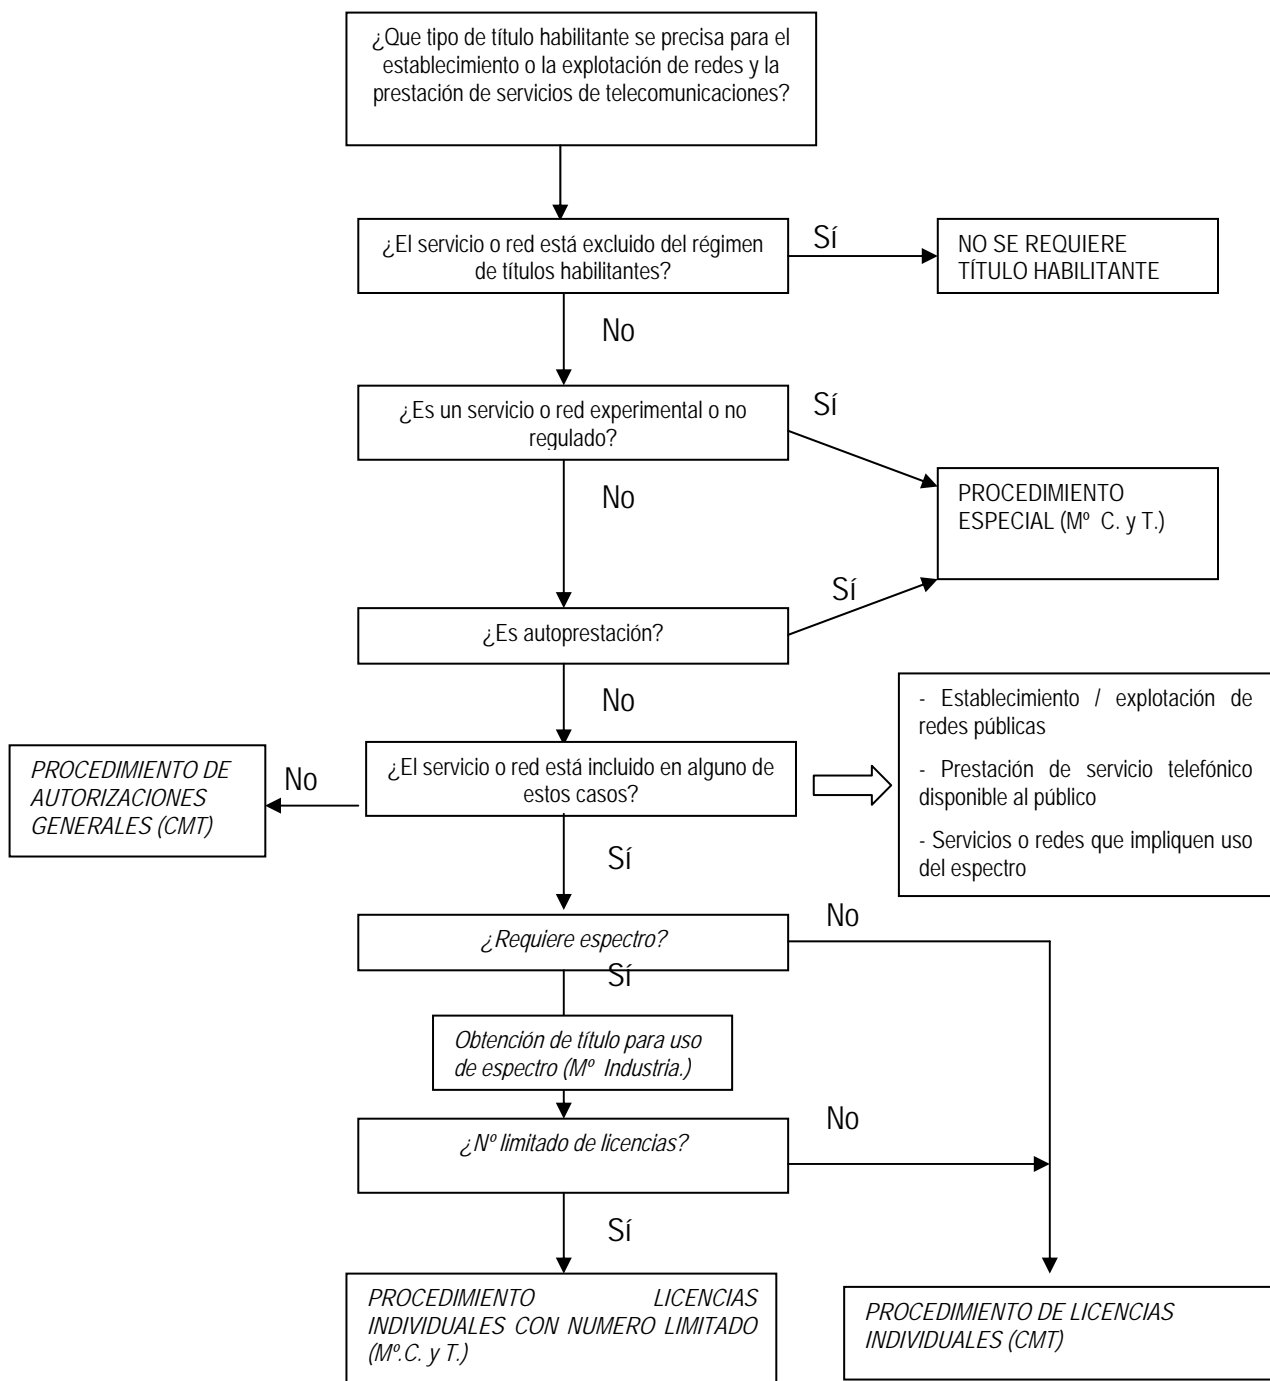 ¿Que tipo de título habilitante se precisa para el
establecimiento o la explotación de redes y la
prestación de servicios de telecomunicaciones?
¿El servicio o red está excluido del régimen
de títulos habilitantes?
Sí
NO SE REQUIERE
TÍTULO HABILITANTE
No
¿Es un servicio o red experimental o no
regulado?
Sí
No
PROCEDIMIENTO
ESPECIAL (Mº C. y T.)
Sí
¿Es autoprestación?
No
- Establecimiento / explotación de
redes públicas
- Prestación de servicio telefónico
disponible al público
- Servicios o redes que impliquen uso
del espectro
PROCEDIMIENTO DE
AUTORIZACIONES
GENERALES (CMT)
No
¿El servicio o red está incluido en alguno de
estos casos?
Sí
¿Requiere espectro?
No
Sí
Obtención de título para uso
de espectro (Mº Industria.)
¿Nº limitado de licencias?
No
Sí
PROCEDIMIENTO LICENCIAS
INDIVIDUALES CON NUMERO LIMITADO
(Mº.C. y T.)
PROCEDIMIENTO DE LICENCIAS
INDIVIDUALES (CMT)